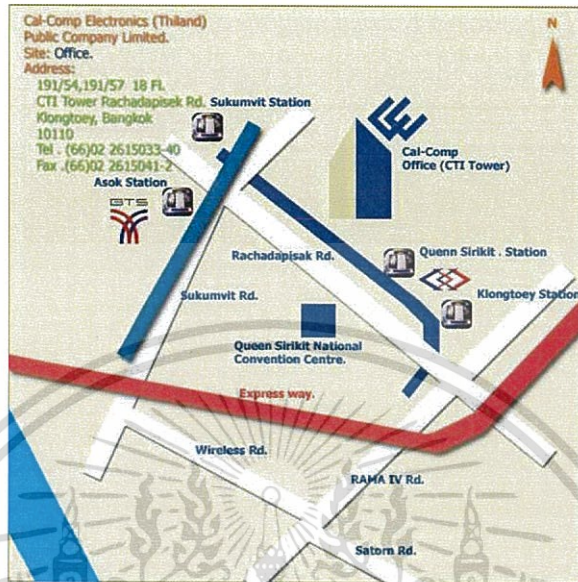 Cal-Comp Electronics (Thiland)
Public Company Limited.
Site: Office.
Address:
191/54,191/57 18 Fl.
CTI Tower Rachadapisek Rd.
Klongtoey, Bangkok
10110
Tel . (66)02 2615033-40
Fax .(66)02 2615041-2
N
Sukumvit Station
Cal-Comp
Office (CTI Tower)
Asok Station
BTS
Rachadapisak Rd.
Quenn Sirikit . Station
Klongtoey Station
Sukumvit Rd.
Queen Sirikit National
Convention Centre.
Express way.
Wireless Rd.
RAMA IV Rd.
Satorn Rd.